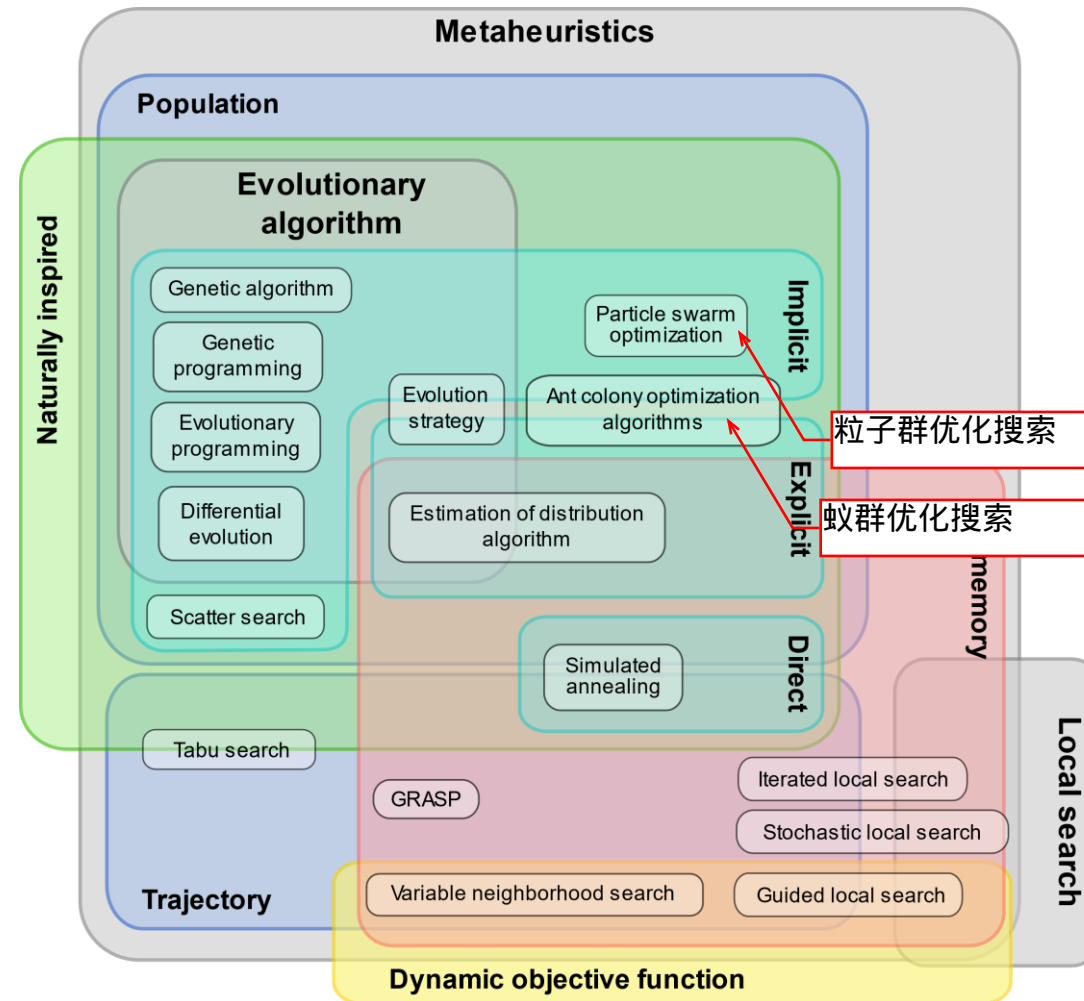 Metaheuristics
Population
Evolutionary
algorithm
Naturally inspired
Implicit
Genetic algorithm
Particle swarm
optimization
Genetic
programming
Evolution
strategy
Ant colony optimization
algorithms
Evolutionary
programming
粒子群优化搜索
Explicit
Differential
evolution
Estimation of distribution
algorithm
蚁群优化搜索
memory
Scatter search
Direct
Simulated
annealing
Local search
Tabu search
GRASP
Iterated local search
Stochastic local search
Trajectory
Variable neighborhood search
Guided local search
Dynamic objective function